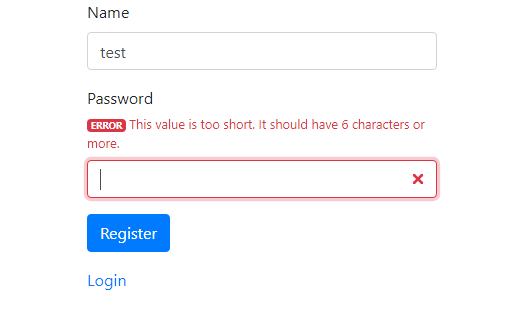 Name
test
Password
ERROR This value is too short. It should have 6 characters or
more.
Register
Login